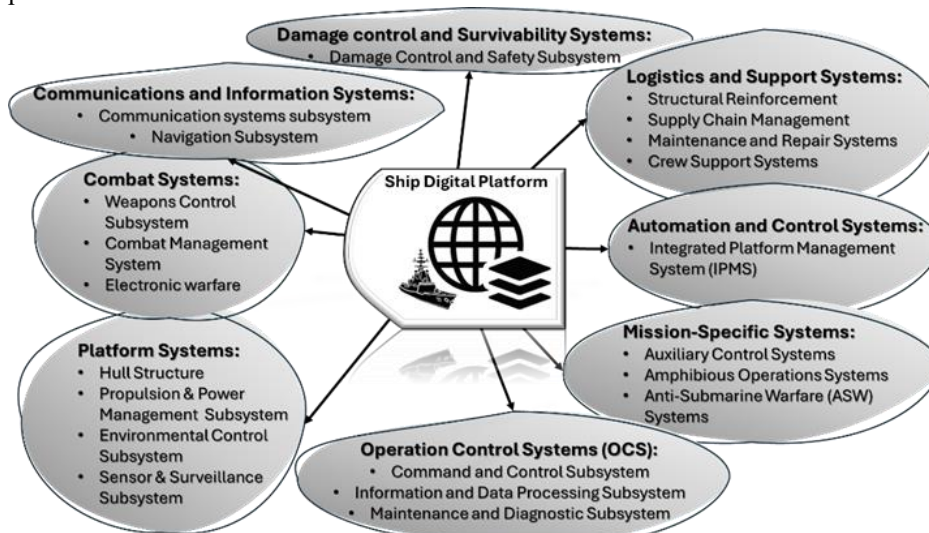 Damage control and Survivability Systems:
• Damage Control and Safety Subsystem
Communications and Information Systems:
• Communication systems subsystem
• Navigation Subsystem
Logistics and Support Systems:
• Structural Reinforcement
• Supply Chain Management
• Maintenance and Repair Systems
• Crew Support Systems
Combat Systems:
• Weapons Control
Subsystem
• Combat Management
System
• Electronic warfare
Ship Digital Platform
Automation and Control Systems:
• Integrated Platform Management
System (IPMS)
Platform Systems:
• Hull Structure
• Propulsion & Power
Management Subsystem
• Environmental Control
Subsystem
• Sensor & Surveillance
Subsystem
Mission-Specific Systems:
• Auxiliary Control Systems
• Amphibious Operations Systems
• Anti-Submarine Warfare (ASW)
Systems
Operation Control Systems (OCS):
• Command and Control Subsystem
• Information and Data Processing Subsystem
• Maintenance and Diagnostic Subsystem